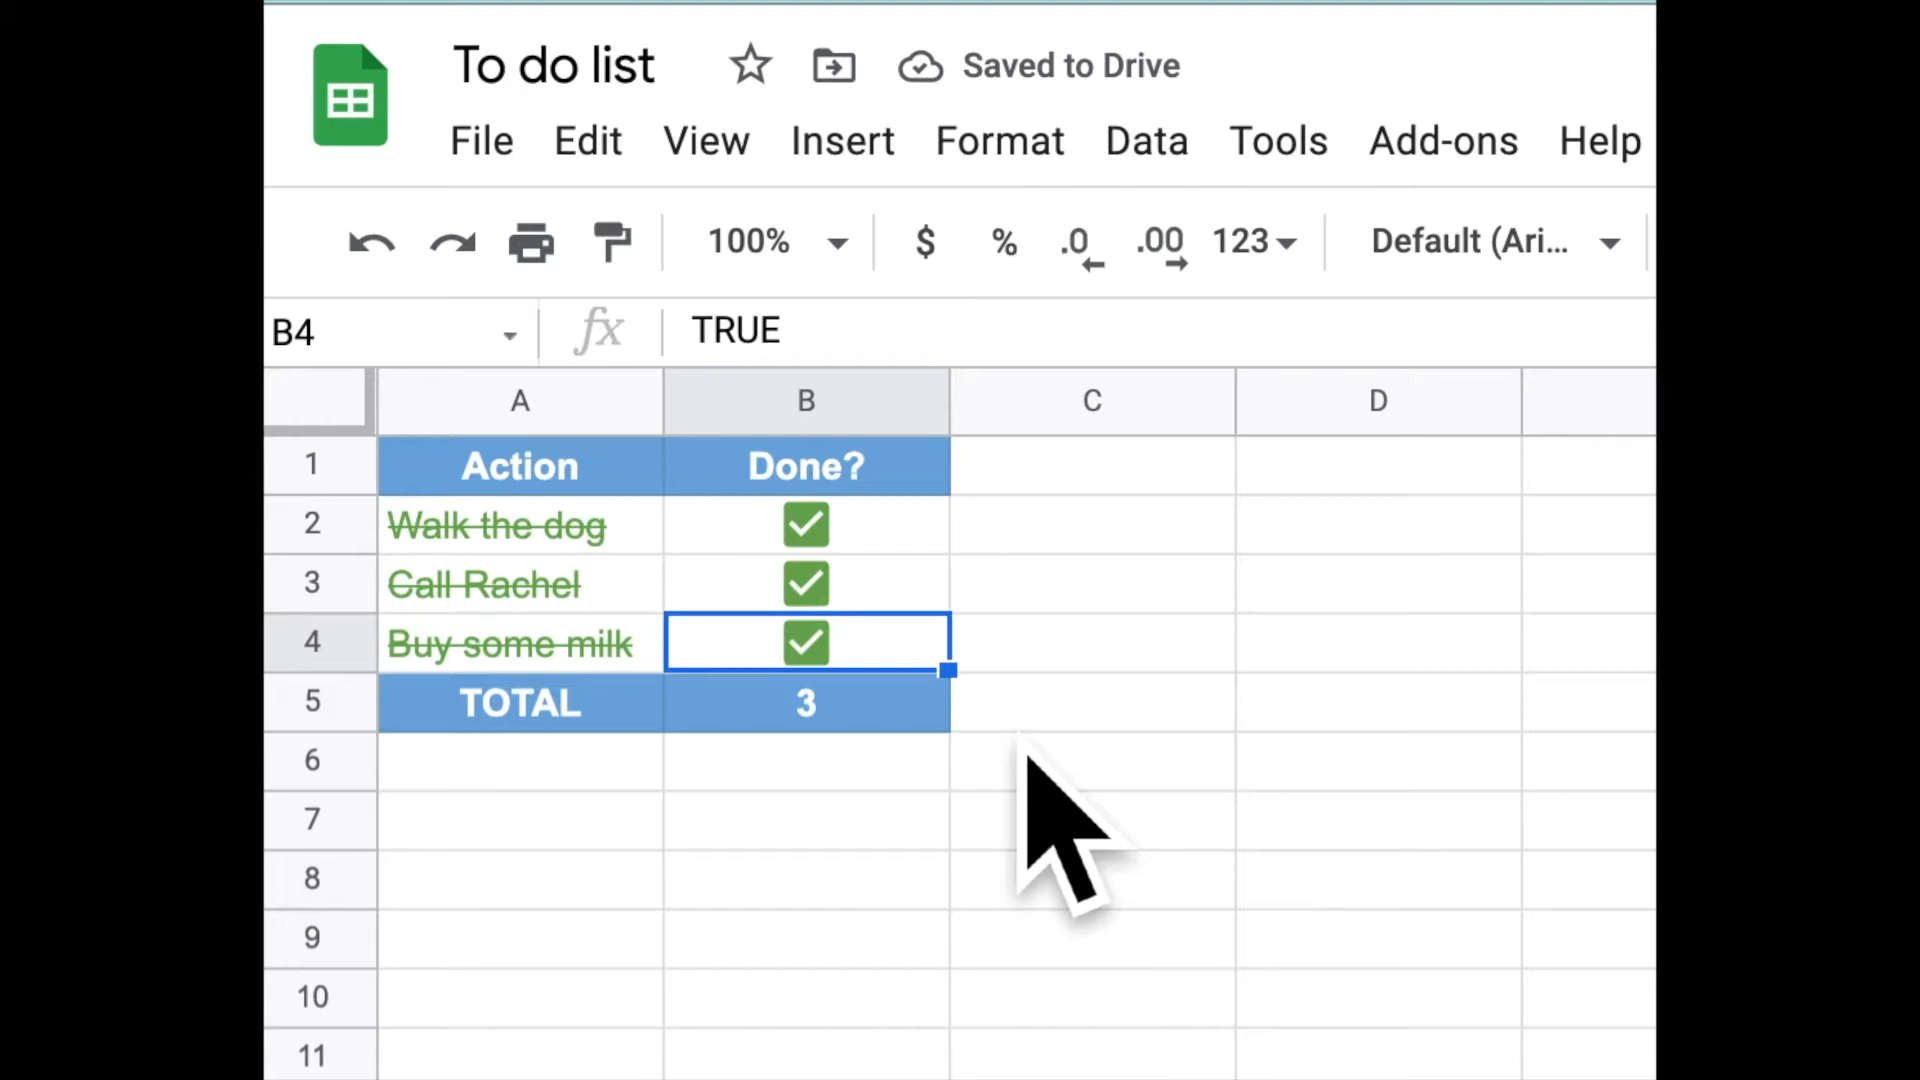 To do list Saved to Drive
File Edit View Insert Format Data Tools Add-ons Help
100% $ % .0 .00 123 Default (Ari...
B4 fx TRUE
A B C D
1 Action Done?
2 Walk the dog
3 Call Rachel
4 Buy some milk
5 TOTAL 3
6
7
8
9
10
11